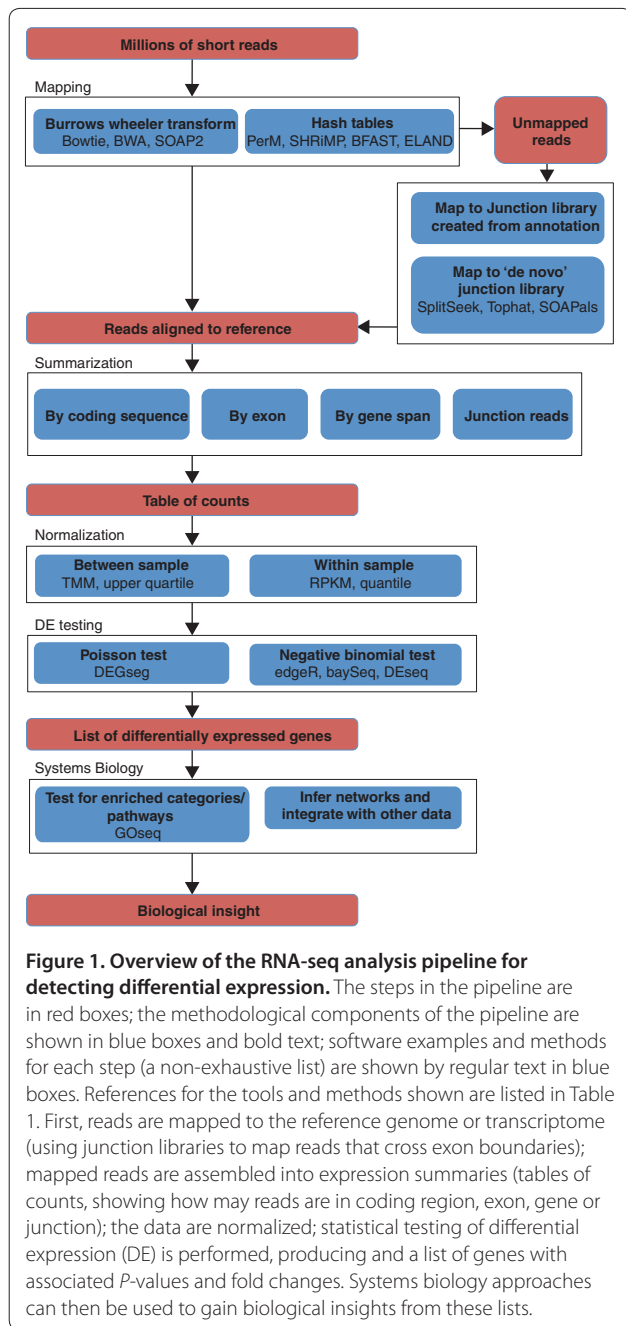 Millions of short reads
Mapping
Burrows wheeler transform
Bowtie, BWA, SOAP2
Hash tables
PerM, SHRiMP, BFAST, ELAND
Unmapped
reads
Map to Junction library
created from annotation
Map to ‘de novo’
junction library
SplitSeek, Tophat, SOAPals
Reads aligned to reference
Summarization
By coding sequence
By exon
By gene span
Junction reads
Table of counts
Normalization
Between sample
TMM, upper quartile
Within sample
RPKM, quantile
DE testing
Poisson test
DEGseg
Negative binomial test
edgeR, baySeq, DEseq
List of differentially expressed genes
Systems Biology
Test for enriched categories/
pathways
GOseq
Infer networks and
integrate with other data
Biological insight
Figure 1. Overview of the RNA-seq analysis pipeline for
detecting differential expression. The steps in the pipeline are
in red boxes; the methodological components of the pipeline are
shown in blue boxes and bold text; software examples and methods
for each step (a non-exhaustive list) are shown by regular text in blue
boxes. References for the tools and methods shown are listed in Table
1. First, reads are mapped to the reference genome or transcriptome
(using junction libraries to map reads that cross exon boundaries);
mapped reads are assembled into expression summaries (tables of
counts, showing how may reads are in coding region, exon, gene or
junction); the data are normalized; statistical testing of differential
expression (DE) is performed, producing and a list of genes with
associated P-values and fold changes. Systems biology approaches
can then be used to gain biological insights from these lists.